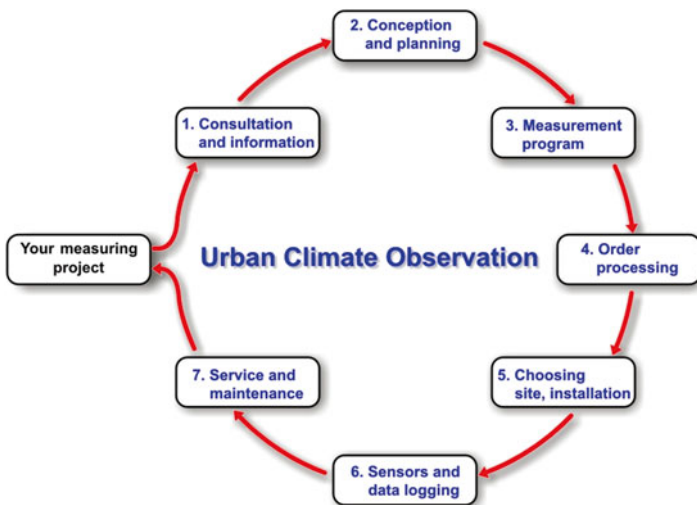 2. Conception
and planning
1. Consultation
and information
3. Measurement
program
Your measuring
project
Urban Climate Observation
4. Order
processing
7. Service and
maintenance
5. Choosing
site, installation
6. Sensors and
data logging